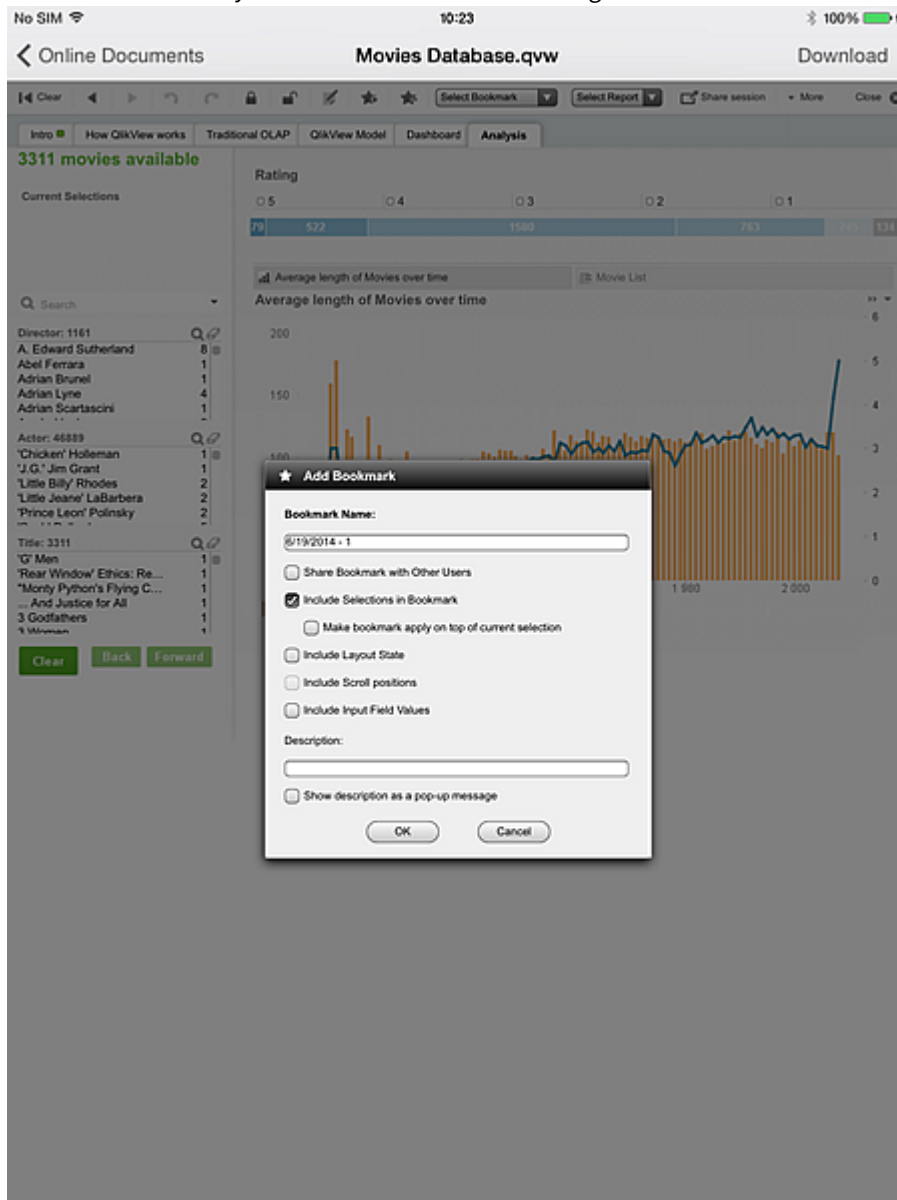 No SIM 10:23 100%
Online Documents Movies Database.qvw Download
Clear Select Bookmark Select Report Share session More Close
Intro How QlikView works Traditional OLAP QlikView Model Dashboard Analysis
3311 movies available
Current Selections
Rating
5 4 3 2 1
79 522 1580 763 134
Average length of Movies over time Movie List
Search
Average length of Movies over time
Director: 1161
A. Edward Sutherland 8
Abel Ferrara 1
Adrian Brunel 1
Adrian Lyne 4
Adrian Scartascini 1
Actor: 46889
'Chicken' Holleman 1
'J.G.' Jim Grant 1
'Little Billy' Rhodes 2
'Little Jeane' LaBarbera 2
'Prince Leon' Polinsky 2
Title: 3311
'G' Men 1
'Rear Window' Ethics: Re... 1
"Monty Python's Flying C... 1
... And Justice for All 1
3 Godfathers 1
3 Women 1
Clear Back Forward
200
150
100
6
5
4
3
2
1
0
1 980 2 000
Add Bookmark
Bookmark Name:
6/19/2014 - 1
Share Bookmark with Other Users
Include Selections in Bookmark
Make bookmark apply on top of current selection
Include Layout State
Include Scroll positions
Include Input Field Values
Description:
Show description as a pop-up message
OK Cancel